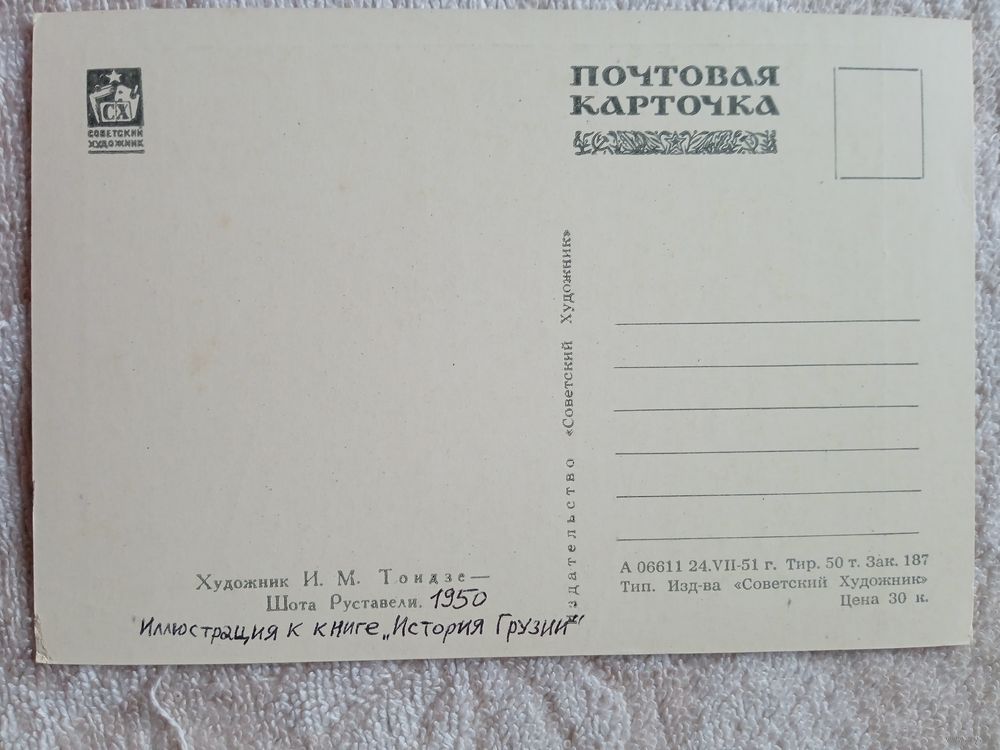 СХ
СОВЕТСКИЙ
ХУДОЖНИК
ПОЧТОВАЯ
КАРТОЧКА
Издательство «Советский Художник»
А 06611 24.VII-51 г. Тир. 50 т. Зак. 187
Тип. Изд-ва «Советский Художник»
Цена 30 к.
Художник И. М. Тоидзе —
Шота Руставели. 1950
Иллюстрация к книге „История Грузии"